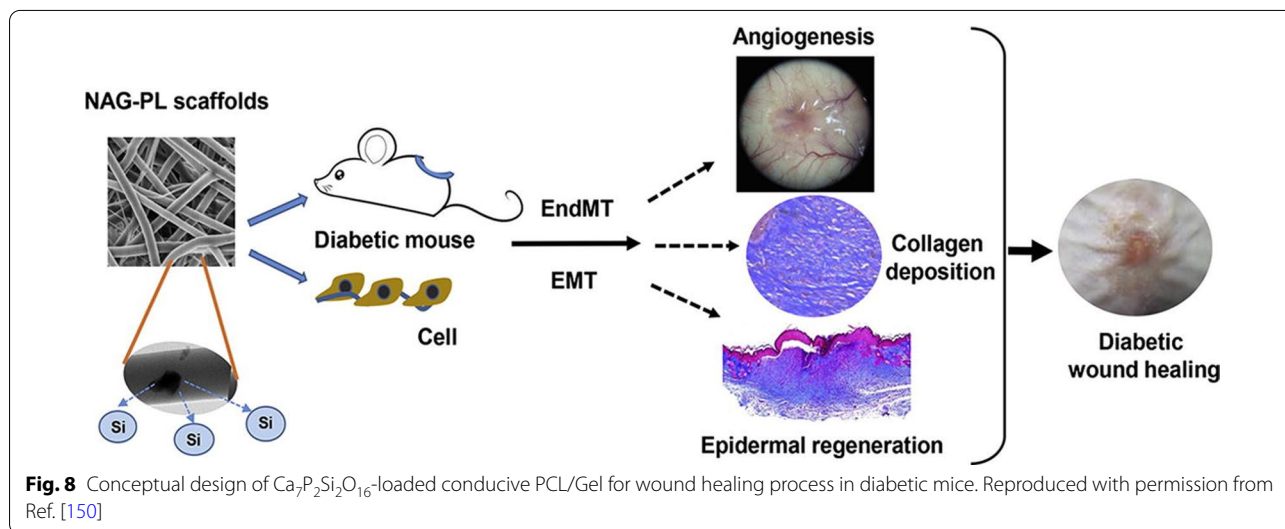 NAG-PL scaffolds
Si
Si
Si
Diabetic mouse
Cell
EndMT
EMT
Angiogenesis
Collagen
deposition
Epidermal regeneration
Diabetic
wound healing
Fig. 8 Conceptual design of Ca₇P₂Si₂O₁₆-loaded conducive PCL/Gel for wound healing process in diabetic mice. Reproduced with permission from
Ref. [150]